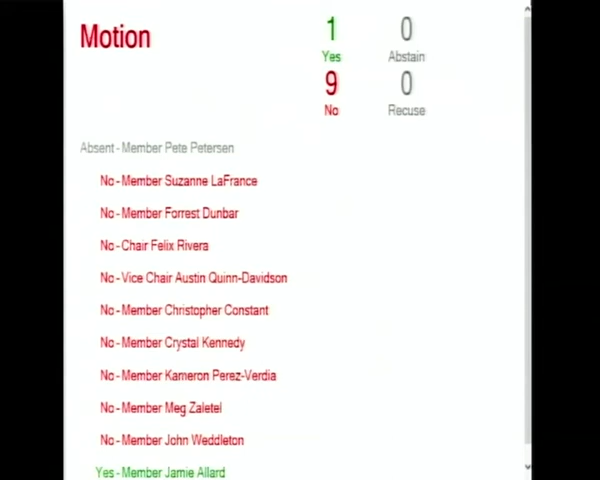 Motion
1 0
Yes Abstain
9 0
No Recuse
Absent - Member Pete Petersen
No - Member Suzanne LaFrance
No - Member Forrest Dunbar
No - Chair Felix Rivera
No - Vice Chair Austin Quinn-Davidson
No - Member Christopher Constant
No - Member Crystal Kennedy
No - Member Kameron Perez-Verdia
No - Member Meg Zaletel
No - Member John Weddleton
Yes - Member Jamie Allard